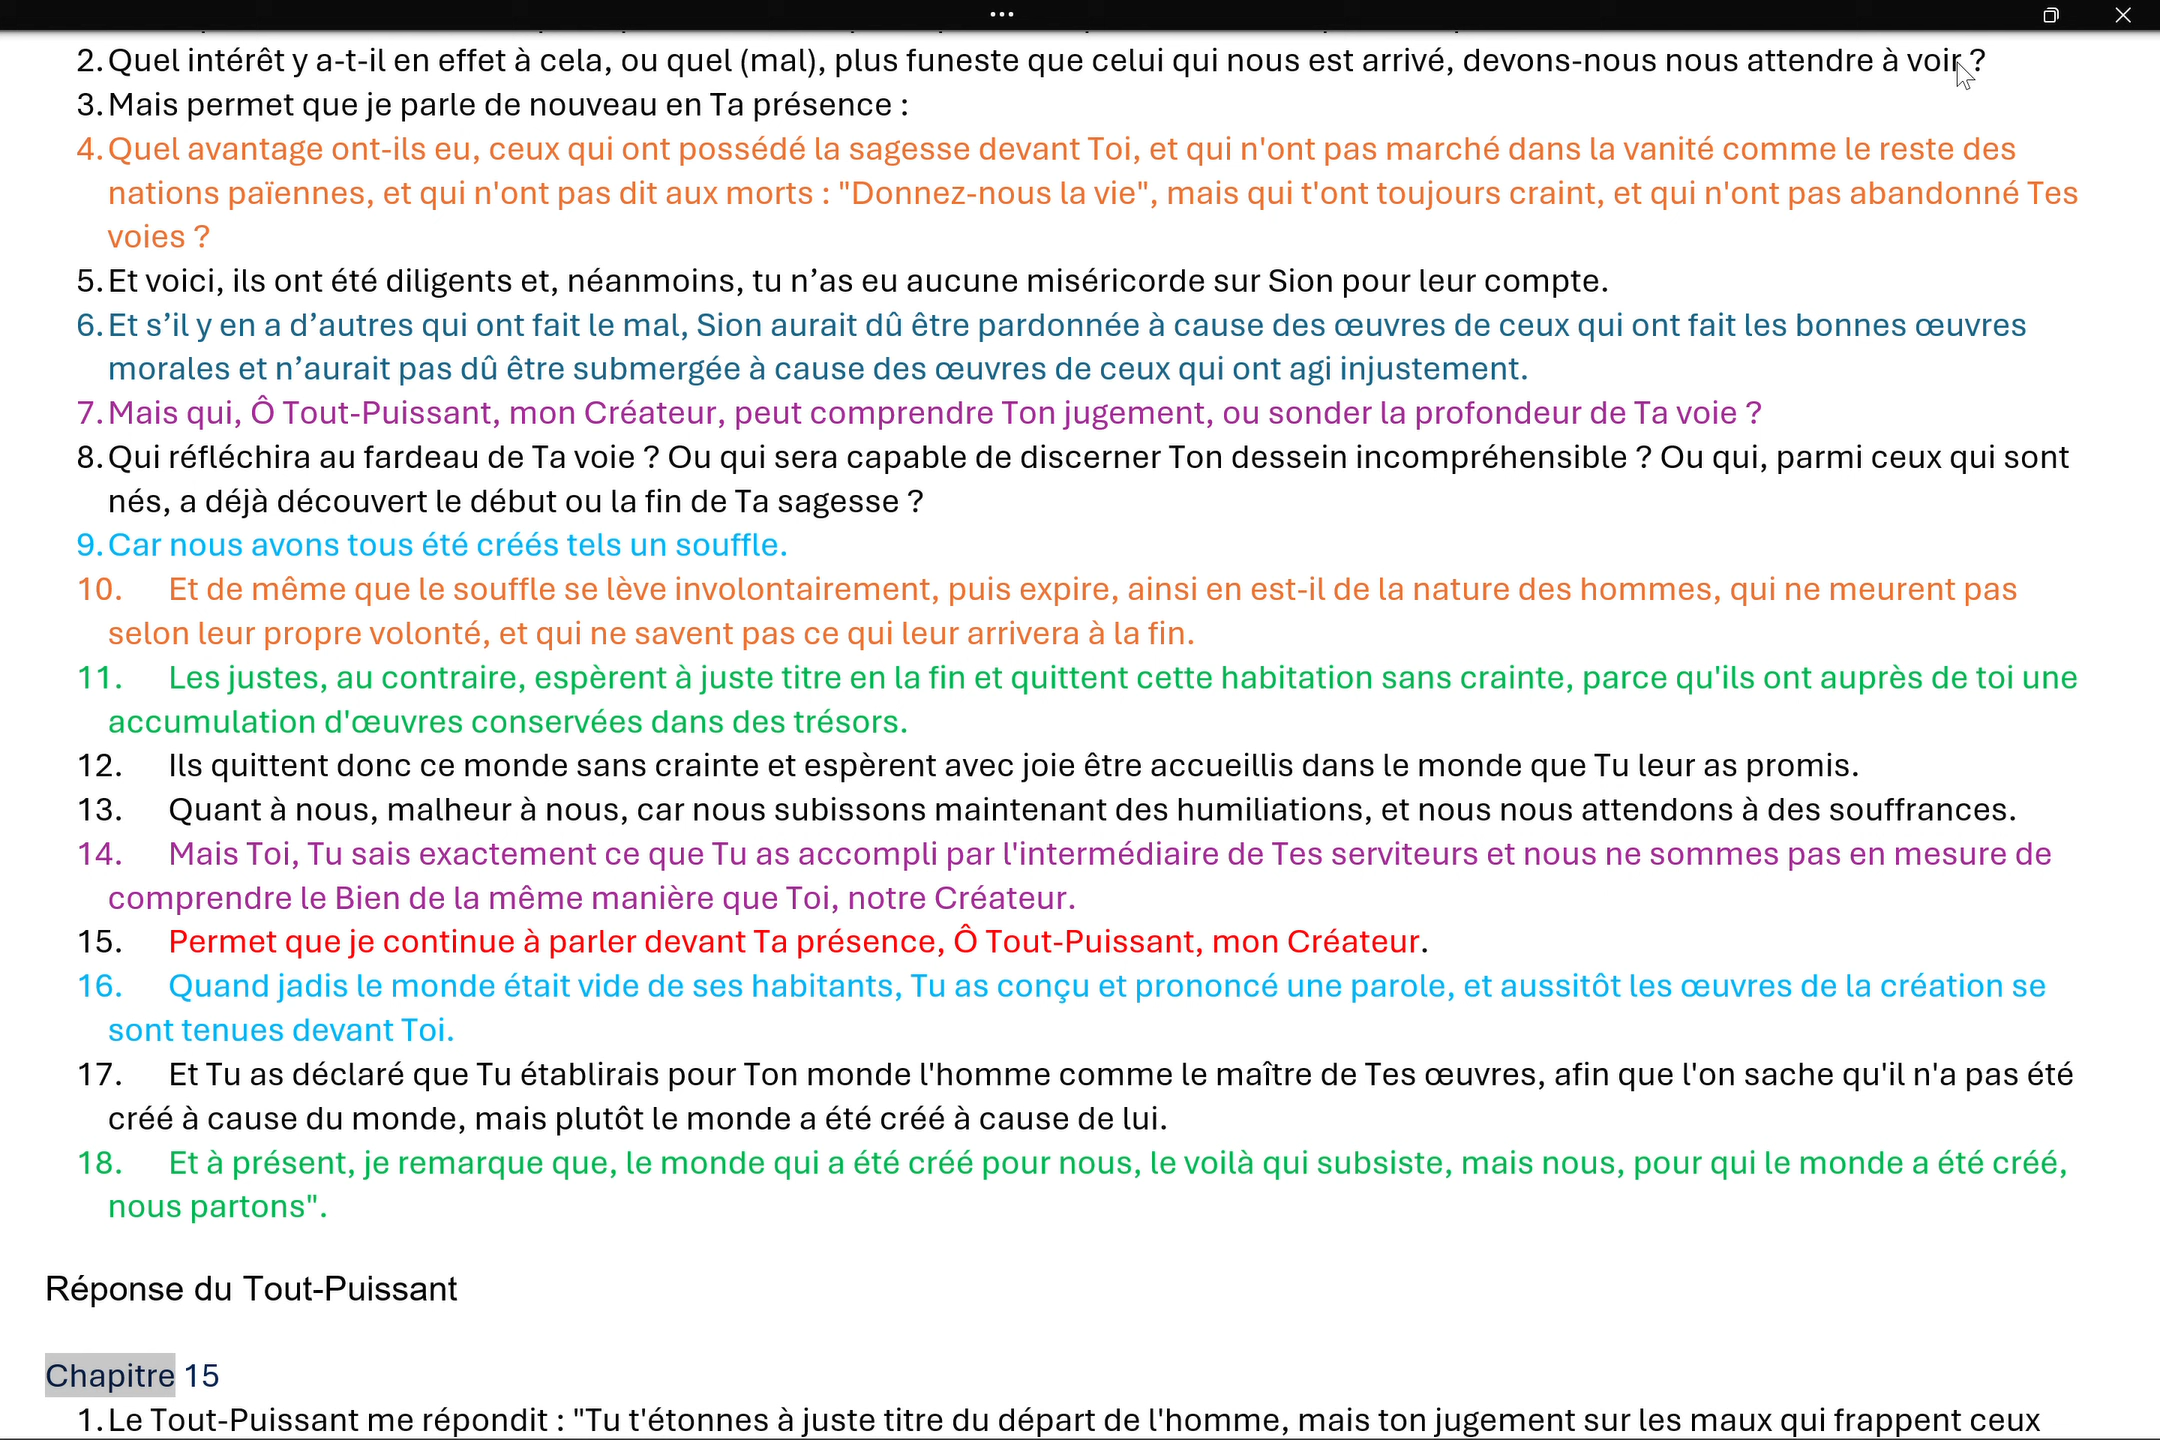 2. Quel intérêt y a-t-il en effet à cela, ou quel (mal), plus funeste que celui qui nous est arrivé, devons-nous nous attendre à voir ?
3. Mais permet que je parle de nouveau en Ta présence :
4. Quel avantage ont-ils eu, ceux qui ont possédé la sagesse devant Toi, et qui n'ont pas marché dans la vanité comme le reste des
nations païennes, et qui n'ont pas dit aux morts : "Donnez-nous la vie", mais qui t'ont toujours craint, et qui n'ont pas abandonné Tes
voies ?
5. Et voici, ils ont été diligents et, néanmoins, tu n’as eu aucune miséricorde sur Sion pour leur compte.
6. Et s’il y en a d’autres qui ont fait le mal, Sion aurait dû être pardonnée à cause des œuvres de ceux qui ont fait les bonnes œuvres
morales et n’aurait pas dû être submergée à cause des œuvres de ceux qui ont agi injustement.
7. Mais qui, Ô Tout-Puissant, mon Créateur, peut comprendre Ton jugement, ou sonder la profondeur de Ta voie ?
8. Qui réfléchira au fardeau de Ta voie ? Ou qui sera capable de discerner Ton dessein incompréhensible ? Ou qui, parmi ceux qui sont
nés, a déjà découvert le début ou la fin de Ta sagesse ?
9. Car nous avons tous été créés tels un souffle.
10. Et de même que le souffle se lève involontairement, puis expire, ainsi en est-il de la nature des hommes, qui ne meurent pas
selon leur propre volonté, et qui ne savent pas ce qui leur arrivera à la fin.
11. Les justes, au contraire, espèrent à juste titre en la fin et quittent cette habitation sans crainte, parce qu'ils ont auprès de toi une
accumulation d'œuvres conservées dans des trésors.
12. Ils quittent donc ce monde sans crainte et espèrent avec joie être accueillis dans le monde que Tu leur as promis.
13. Quant à nous, malheur à nous, car nous subissons maintenant des humiliations, et nous nous attendons à des souffrances.
14. Mais Toi, Tu sais exactement ce que Tu as accompli par l'intermédiaire de Tes serviteurs et nous ne sommes pas en mesure de
comprendre le Bien de la même manière que Toi, notre Créateur.
15. Permet que je continue à parler devant Ta présence, Ô Tout-Puissant, mon Créateur.
16. Quand jadis le monde était vide de ses habitants, Tu as conçu et prononcé une parole, et aussitôt les œuvres de la création se
sont tenues devant Toi.
17. Et Tu as déclaré que Tu établirais pour Ton monde l'homme comme le maître de Tes œuvres, afin que l'on sache qu'il n'a pas été
créé à cause du monde, mais plutôt le monde a été créé à cause de lui.
18. Et à présent, je remarque que, le monde qui a été créé pour nous, le voilà qui subsiste, mais nous, pour qui le monde a été créé,
nous partons".
Réponse du Tout-Puissant
Chapitre 15
1. Le Tout-Puissant me répondit : "Tu t'étonnes à juste titre du départ de l'homme, mais ton jugement sur les maux qui frappent ceux